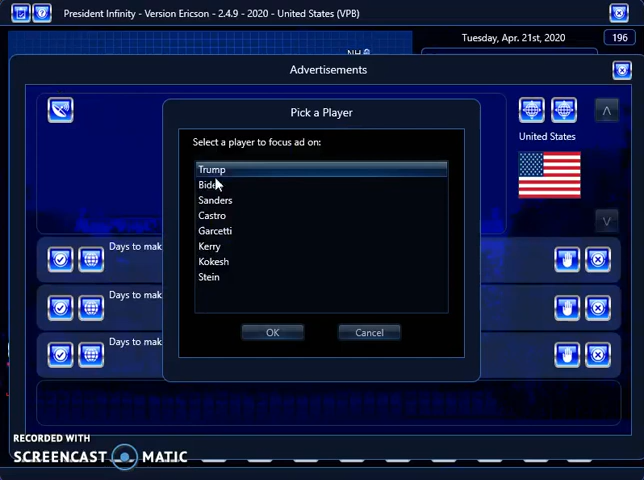 President Infinity - Version Ericson - 2.4.9 - 2020 - United States (VPB)
Tuesday, Apr. 21st, 2020
196
NH
Advertisements
Pick a Player
Select a player to focus ad on:
United States
Trump
Sanders
Castro
Garcetti
Kerry
Kokesh
Stein
Days to mak
Days to mak
Days to mak
OK
Cancel
RECORDED WITH
SCREENCAST MATIC